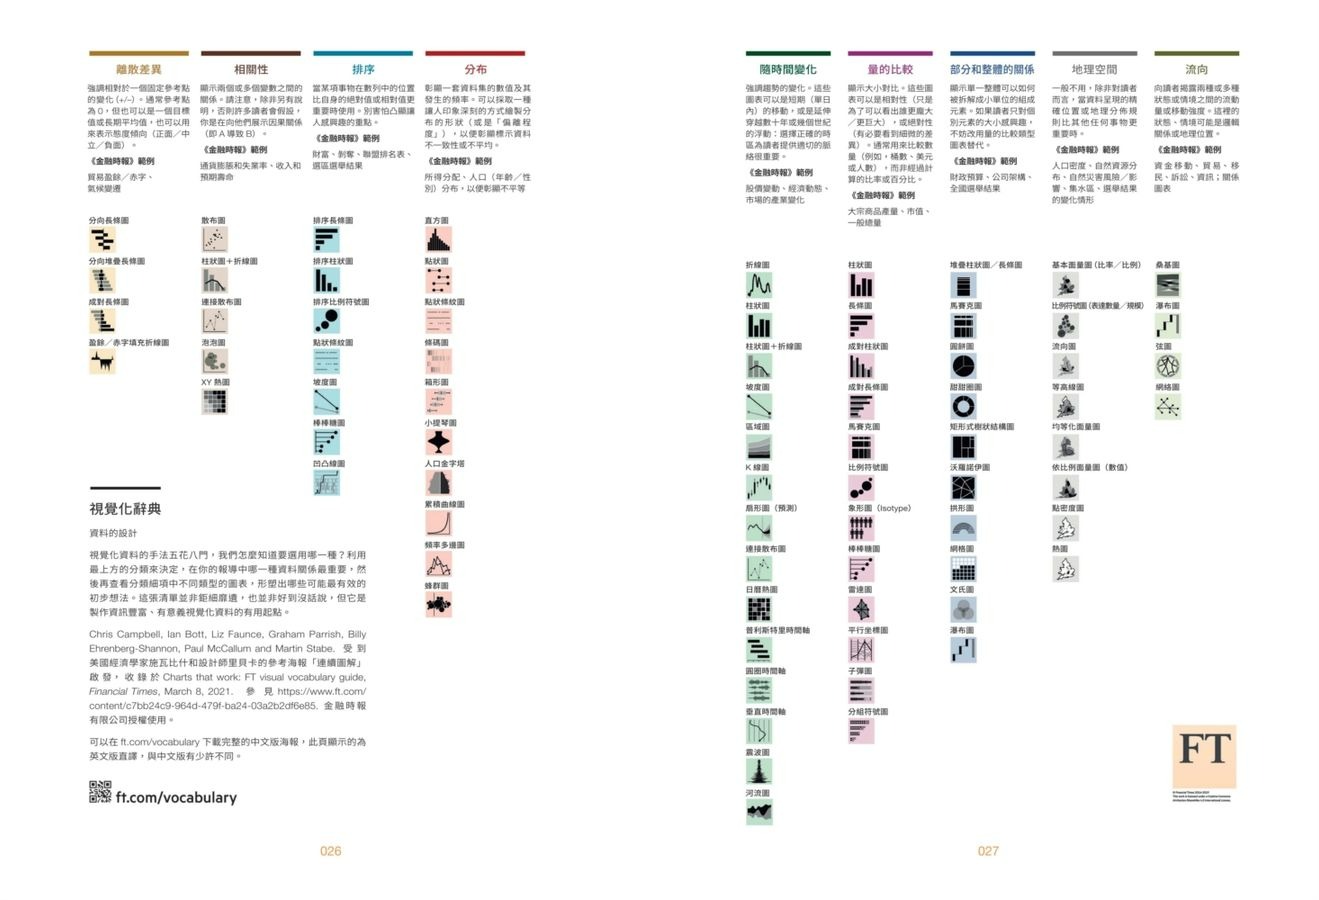 離散差異
強調相對於一個固定參考點
的變化 (+/–)。通常參考點
為 0，但也可以是一個目標
值或長期平均值，也可以用
來表示態度傾向（正面／中
立／負面）。
《金融時報》範例
貿易盈餘／赤字、
氣候變遷
分向長條圖
分向堆疊長條圖
成對長條圖
盈餘／赤字填充折線圖
相關性
顯示兩個或多個變數之間的
關係。請注意，除非另有說
明，否則許多讀者會假設，
你是在向他們展示因果關係
（即 A 導致 B）。
《金融時報》範例
通貨膨脹和失業率、收入和
預期壽命
散布圖
柱狀圖＋折線圖
連接散布圖
泡泡圖
XY 熱圖
排序
當某項事物在數列中的位置
比自身的絕對值或相對值更
重要時使用。別害怕凸顯讓
人感興趣的重點。
《金融時報》範例
財富、剝奪、聯盟排名表、
選區選舉結果
排序長條圖
排序柱狀圖
排序比例符號圖
點狀條紋圖
坡度圖
棒棒糖圖
凹凸線圖
分布
彰顯一套資料集的數值及其
發生的頻率。可以採取一種
讓人印象深刻的方式繪製分
布的形狀（或是「偏離程
度」），以便彰顯標示資料
不一致性或不平均。
《金融時報》範例
所得分配、人口（年齡／性
別）分布，以便彰顯不平等
直方圖
點狀圖
點狀條紋圖
條碼圖
箱形圖
小提琴圖
人口金字塔
累積曲線圖
頻率多邊圖
蜂群圖
視覺化辭典
資料的設計
視覺化資料的手法五花八門，我們怎麼知道要選用哪一種？利用
最上方的分類來決定，在你的報導中哪一種資料關係最重要，然
後再查看分類細項中不同類型的圖表，形塑出哪些可能最有效的
初步想法。這張清單並非鉅細靡遺，也並非好到沒話說，但它是
製作資訊豐富、有意義視覺化資料的有用起點。
Chris Campbell, Ian Bott, Liz Faunce, Graham Parrish, Billy
Ehrenberg-Shannon, Paul McCallum and Martin Stabe. 受到
美國經濟學家施瓦比什和設計師里貝卡的參考海報「連續圖解」
啟發，收錄於 Charts that work: FT visual vocabulary guide,
Financial Times, March 8, 2021. 參見 https://www.ft.com/
content/c7bb24c9-964d-479f-ba24-03a2b2df6e85. 金融時報
有限公司授權使用。
可以在 ft.com/vocabulary 下載完整的中文版海報，此頁顯示的為
英文版直譯，與中文版有少許不同。
ft.com/vocabulary
026
隨時間變化
強調趨勢的變化。這些
圖表可以是短期（單日
內）的移動，或是延伸
穿越數十年或幾個世紀
的浮動：選擇正確的時
區為讀者提供適切的脈
絡很重要。
《金融時報》範例
股價變動、經濟動態、
市場的產業變化
折線圖
柱狀圖
柱狀圖＋折線圖
坡度圖
區域圖
K 線圖
扇形圖（預測）
連接散布圖
日曆熱圖
普利斯特里時間軸
圓圈時間軸
垂直時間軸
震波圖
河流圖
量的比較
顯示大小對比。這些圖
表可以是相對性（只是
為了可以看出誰更龐大
／更巨大），或絕對性
（有必要看到細微的差
異）。通常用來比較數
量（例如，桶數、美元
或人數），而非經過計
算的比率或百分比。
《金融時報》範例
大宗商品產量、市值、
一般總量
柱狀圖
長條圖
成對柱狀圖
成對長條圖
馬賽克圖
比例符號圖
象形圖（Isotype）
棒棒糖圖
雷達圖
平行坐標圖
子彈圖
分組符號圖
部分和整體的關係
顯示單一整體可以如何
被拆解成小單位的組成
元素。如果讀者只對個
別元素的大小感興趣，
不妨改用量的比較類型
圖表替代。
《金融時報》範例
財政預算、公司架構、
全國選舉結果
堆疊柱狀圖／長條圖
馬賽克圖
圓餅圖
甜甜圈圖
矩形式樹狀結構圖
沃羅諾伊圖
拱形圖
網格圖
文氏圖
瀑布圖
地理空間
一般不用，除非對讀者
而言，當資料呈現的精
確位置或地理分佈規
則比其他任何事物更
重要時。
《金融時報》範例
人口密度、自然資源分
布、自然災害風險／影
響、集水區、選舉結果
的變化情形
基本面量圖（比率／比例）
比例符號圖（表達數量／規模）
流向圖
等高線圖
均等化面量圖
依比例面量圖（數值）
點密度圖
熱圖
流向
向讀者揭露兩種或多種
狀態或情境之間的流動
量或強度。這裡的
狀態、情境可能是邏輯
關係或地理位置。
《金融時報》範例
資金移動、貿易、移
民、訴訟、資訊；關係
圖表
桑基圖
瀑布圖
弦圖
網絡圖
FT
027